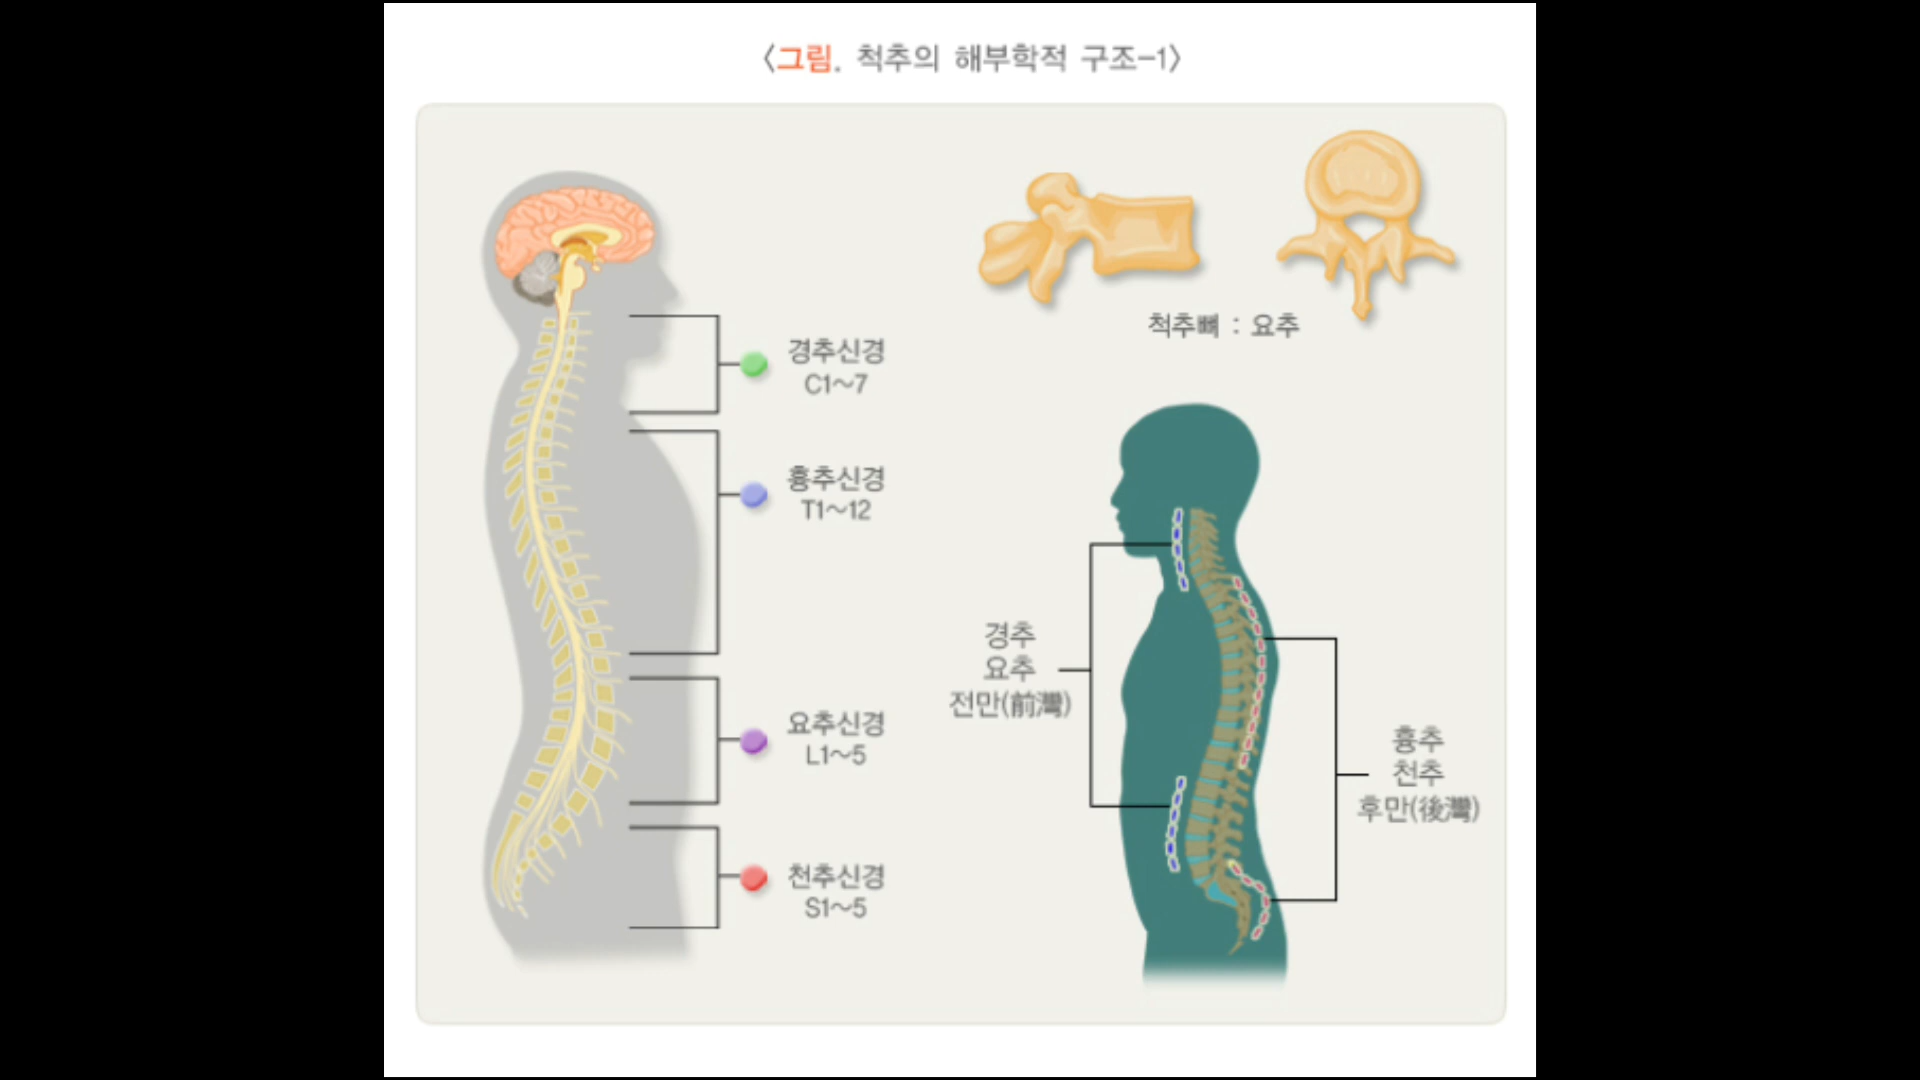 <그림. 척추의 해부학적 구조-1>
경추신경
C1~7
흉추신경
T1~12
요추신경
L1~5
천추신경
S1~5
척추뼈 : 요추
경추
요추
전만(前灣)
흉추
천추
후만(後灣)